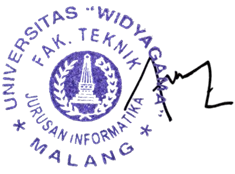 UNIVERSITAS "WIDYAGAMA"
FAK. TEKNIK
JURUSAN INFORMATIKA
* MALANG *